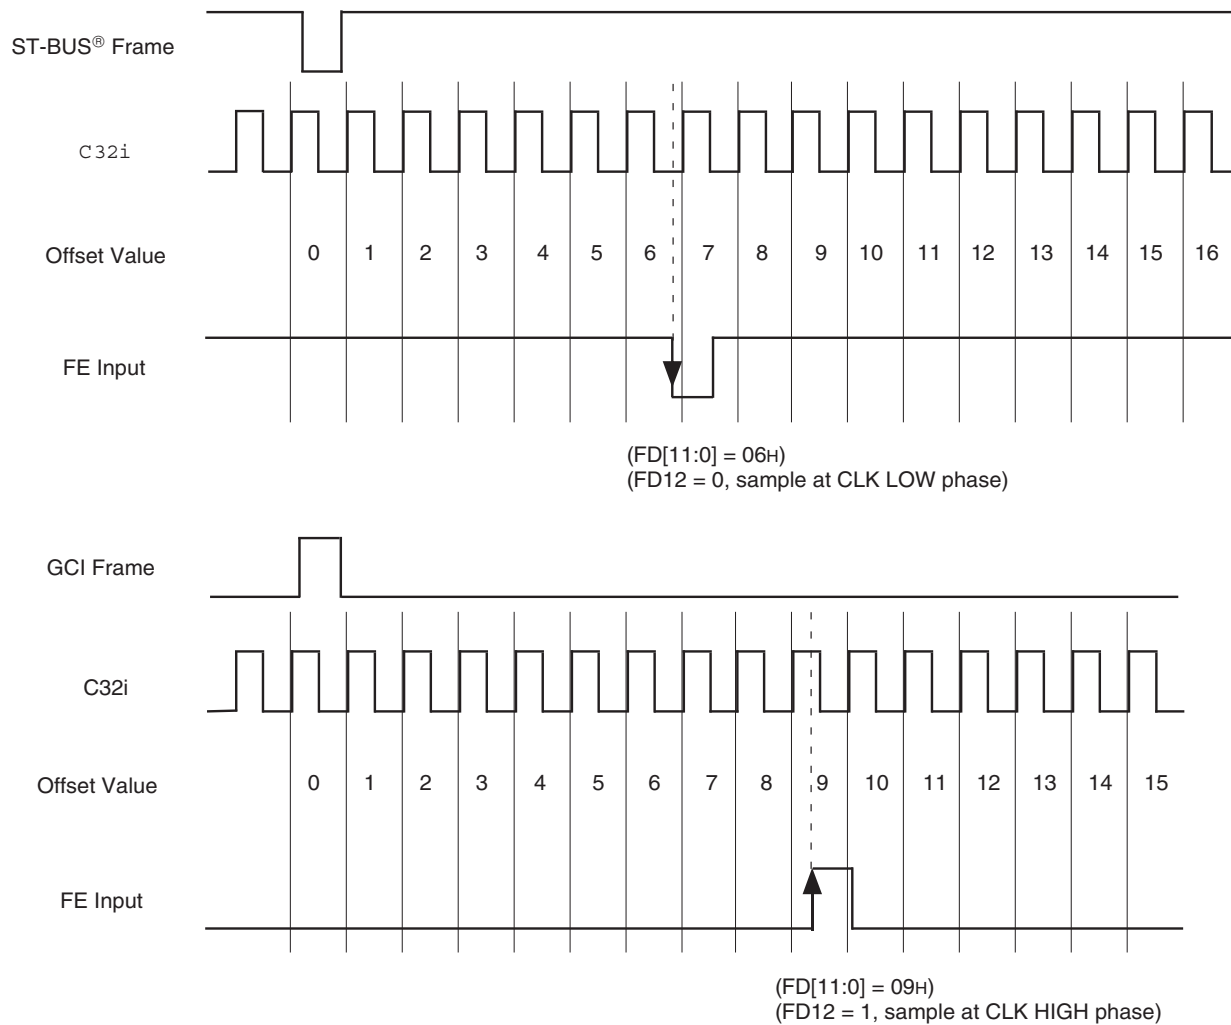 ST-BUS® Frame
C32i
Offset Value 0 1 2 3 4 5 6 7 8 9 10 11 12 13 14 15 16
FE Input
(FD[11:0] = 06H)
(FD12 = 0, sample at CLK LOW phase)
GCI Frame
C32i
Offset Value 0 1 2 3 4 5 6 7 8 9 10 11 12 13 14 15
FE Input
(FD[11:0] = 09H)
(FD12 = 1, sample at CLK HIGH phase)